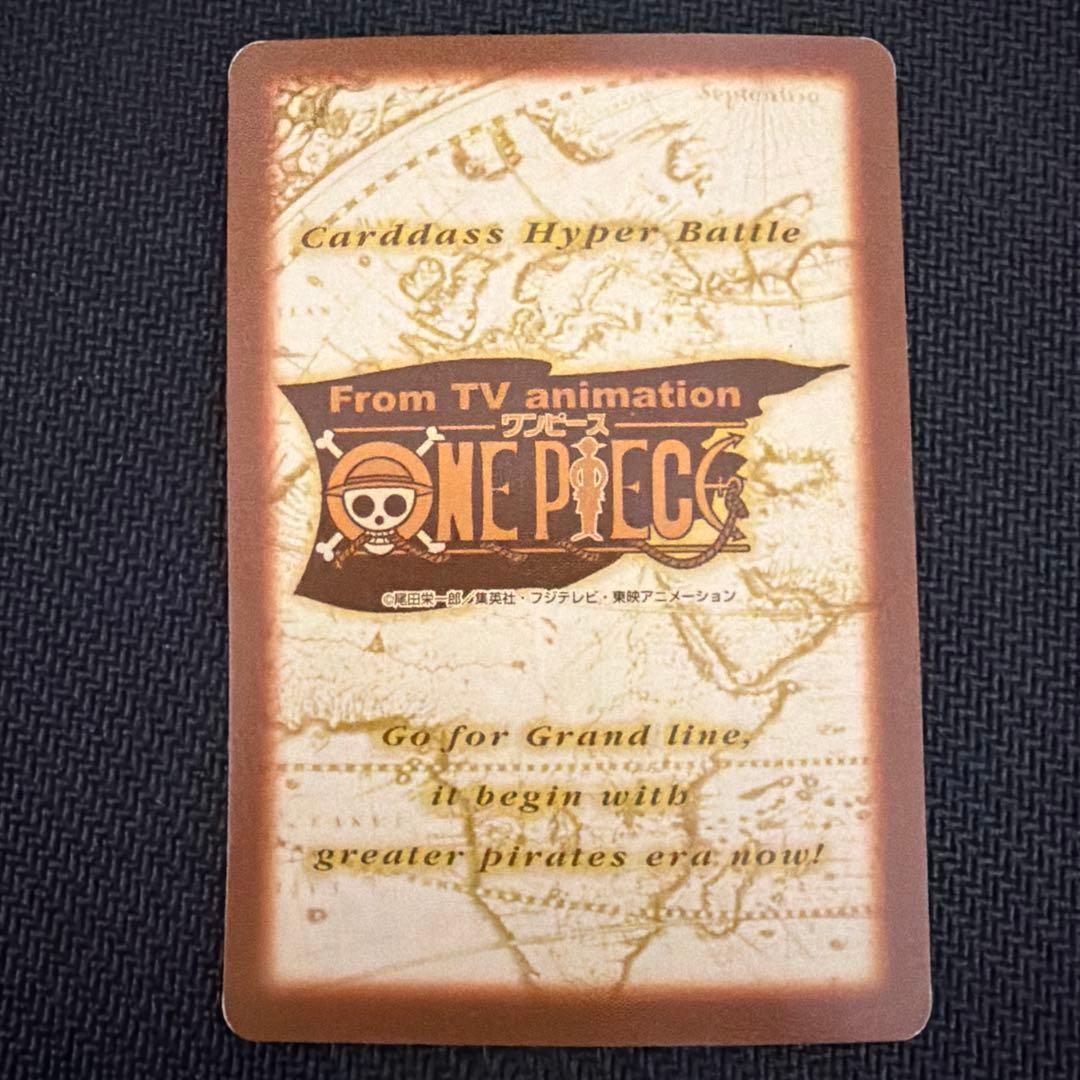 Septentrio
Carddass Hyper Battle
From TV animation
ワンピース
ONE PIECE
©尾田栄一郎／集英社・フジテレビ・東映アニメーション
Go for Grand line,
it begin with
greater pirates era now!